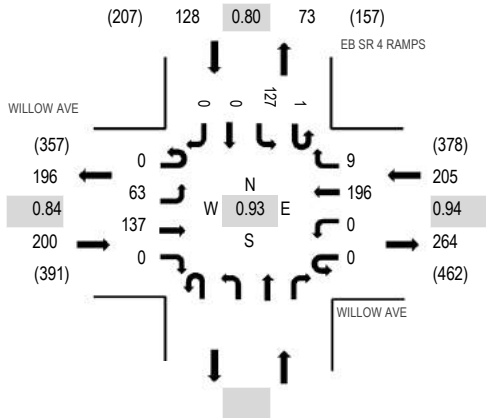 (207) 128 0.80 73 (157)
EB SR 4 RAMPS
0 0 127 1
WILLOW AVE
(357) 0 9 (378)
196 205
63 N 196
0.84 W 0.93 E 0.94
137 S 0
200 264
0 0
(391) (462)
WILLOW AVE